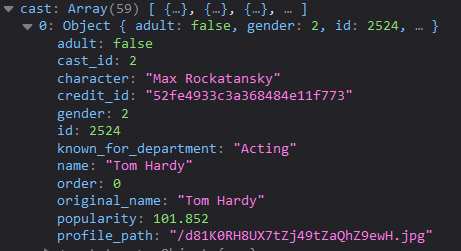 cast: Array(59) [ {…}, {…}, {…}, … ]
0: Object { adult: false, gender: 2, id: 2524, … }
adult: false
cast_id: 2
character: "Max Rockatansky"
credit_id: "52fe4933c3a368484e11f773"
gender: 2
id: 2524
known_for_department: "Acting"
name: "Tom Hardy"
order: 0
original_name: "Tom Hardy"
popularity: 101.852
profile_path: "/d81K0RH8UX7tZj49tZaQhZ9ewH.jpg"